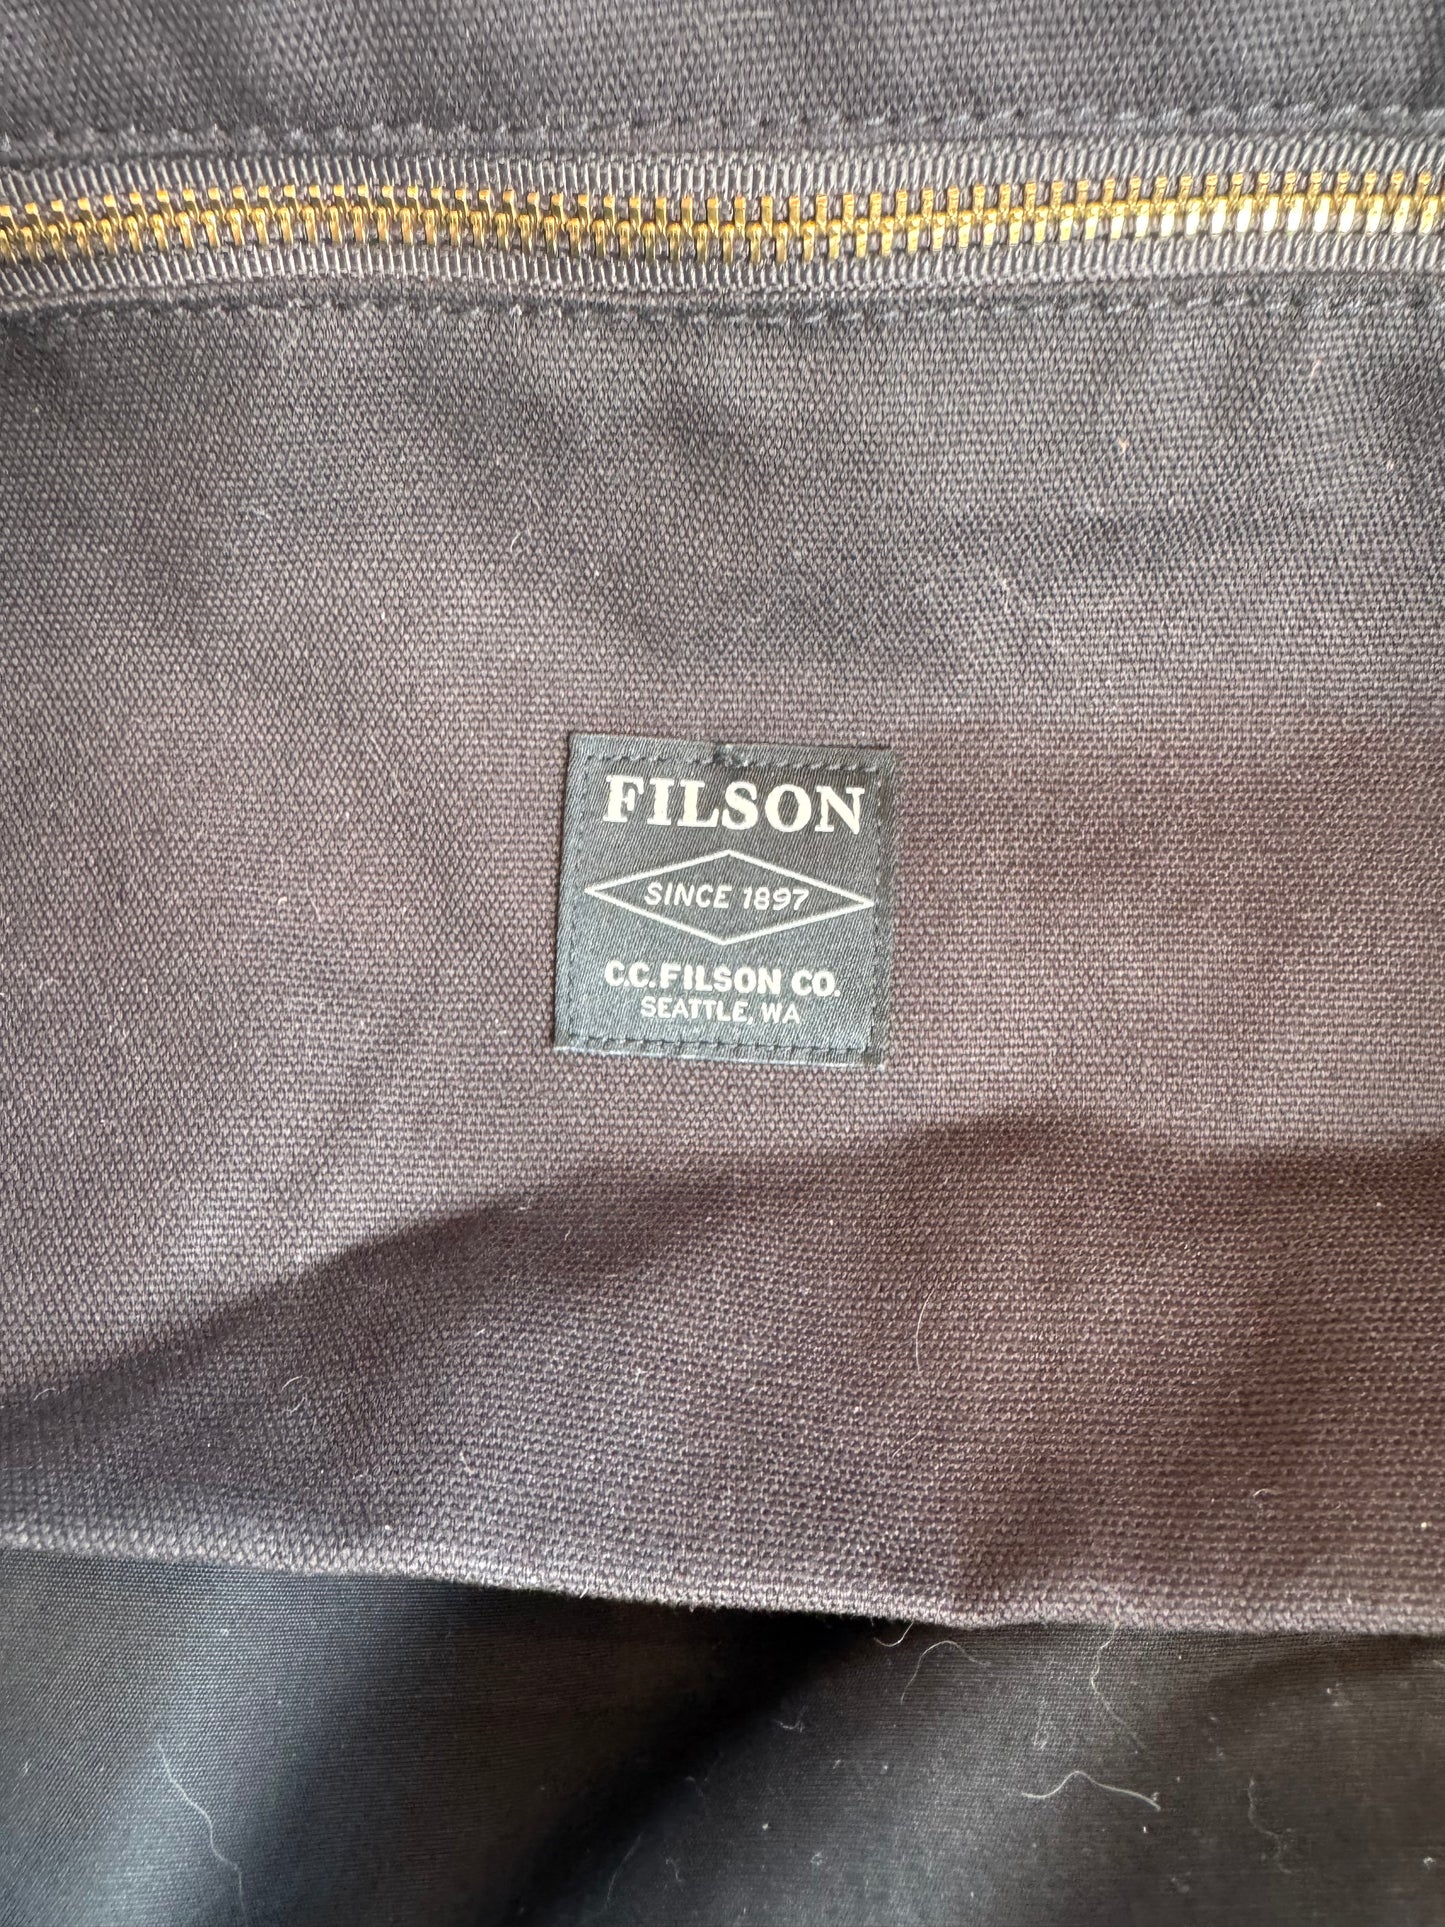 FILSON
SINCE 1897
C.C.FILSON CO.
SEATTLE, WA